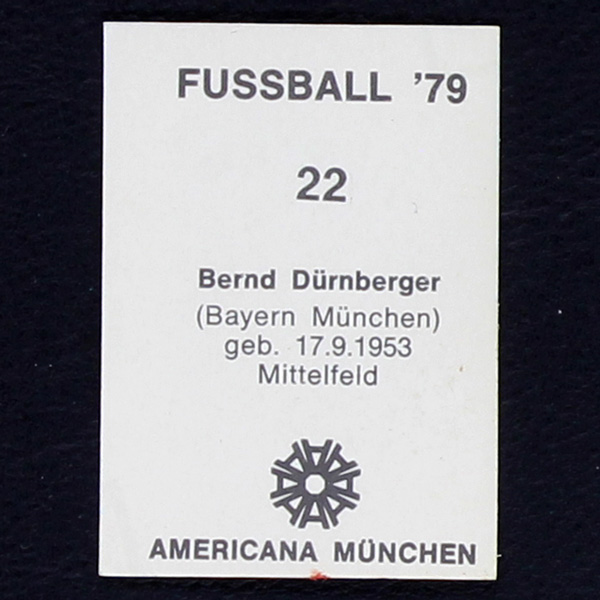 FUSSBALL '79
22
Bernd Dürnberger
(Bayern München)
geb. 17.9.1953
Mittelfeld
AMERICANA MÜNCHEN